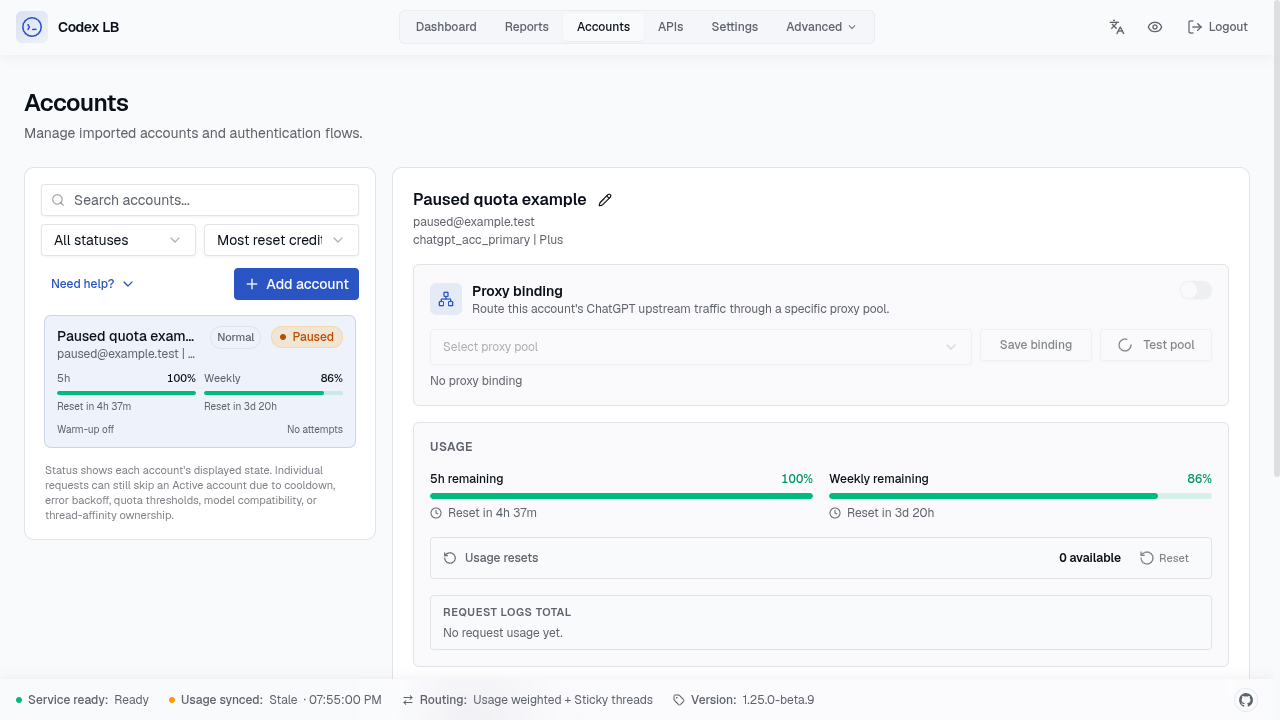 Codex LB
Dashboard
Reports
Accounts
APIs
Settings
Advanced
Logout
Accounts
Manage imported accounts and authentication flows.
Search accounts...
All statuses
Most reset credit
Need help?
Add account
Paused quota exam...
Normal
Paused
paused@example.test | ...
5h
100%
Weekly
86%
Reset in 4h 37m
Reset in 3d 20h
Warm-up off
No attempts
Status shows each account's displayed state. Individual
requests can still skip an Active account due to cooldown,
error backoff, quota thresholds, model compatibility, or
thread-affinity ownership.
Paused quota example
paused@example.test
chatgpt_acc_primary | Plus
Proxy binding
Route this account's ChatGPT upstream traffic through a specific proxy pool.
Select proxy pool
Save binding
Test pool
No proxy binding
USAGE
5h remaining
100%
Weekly remaining
86%
Reset in 4h 37m
Reset in 3d 20h
Usage resets
0 available
Reset
REQUEST LOGS TOTAL
No request usage yet.
Service ready: Ready
Usage synced: Stale · 07:55:00 PM
Routing: Usage weighted + Sticky threads
Version: 1.25.0-beta.9